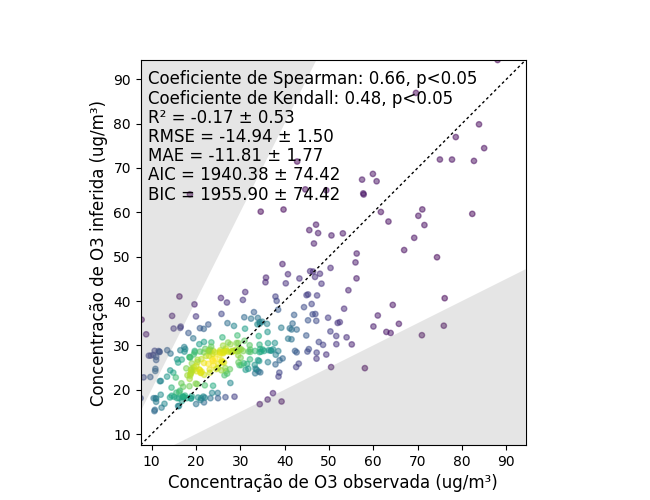 Coeficiente de Spearman: 0.66, p<0.05
Coeficiente de Kendall: 0.48, p<0.05
R² = -0.17 ± 0.53
RMSE = -14.94 ± 1.50
MAE = -11.81 ± 1.77
AIC = 1940.38 ± 74.42
BIC = 1955.90 ± 74.42
Concentração de O3 inferida (ug/m³)
90
80
70
60
50
40
30
20
10
10 20 30 40 50 60 70 80 90
Concentração de O3 observada (ug/m³)